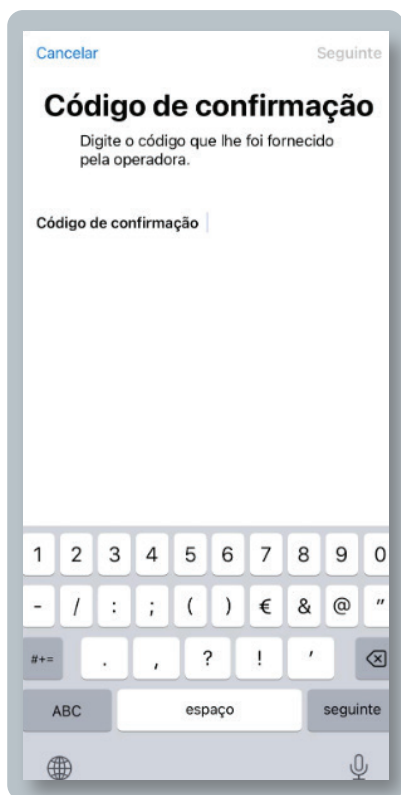 Cancelar Seguinte
Código de confirmação
Digite o código que lhe foi fornecido
pela operadora.
Código de confirmação
1 2 3 4 5 6 7 8 9 0
- / : ; ( ) € & @ "
#+= . , ? ! '
ABC espaço seguinte